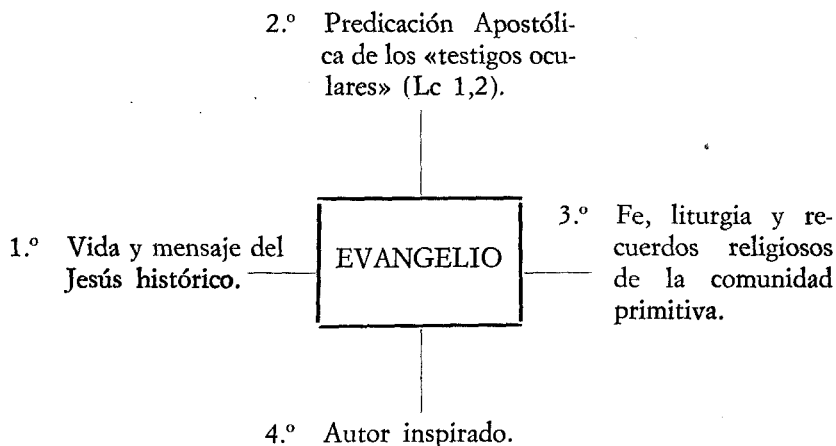 2.º Predicación Apostóli-
ca de los «testigos ocu-
lares» (Lc 1,2).
1.º Vida y mensaje del
Jesús histórico.
EVANGELIO
3.º Fe, liturgia y re-
cuerdos religiosos
de la comunidad
primitiva.
4.º Autor inspirado.